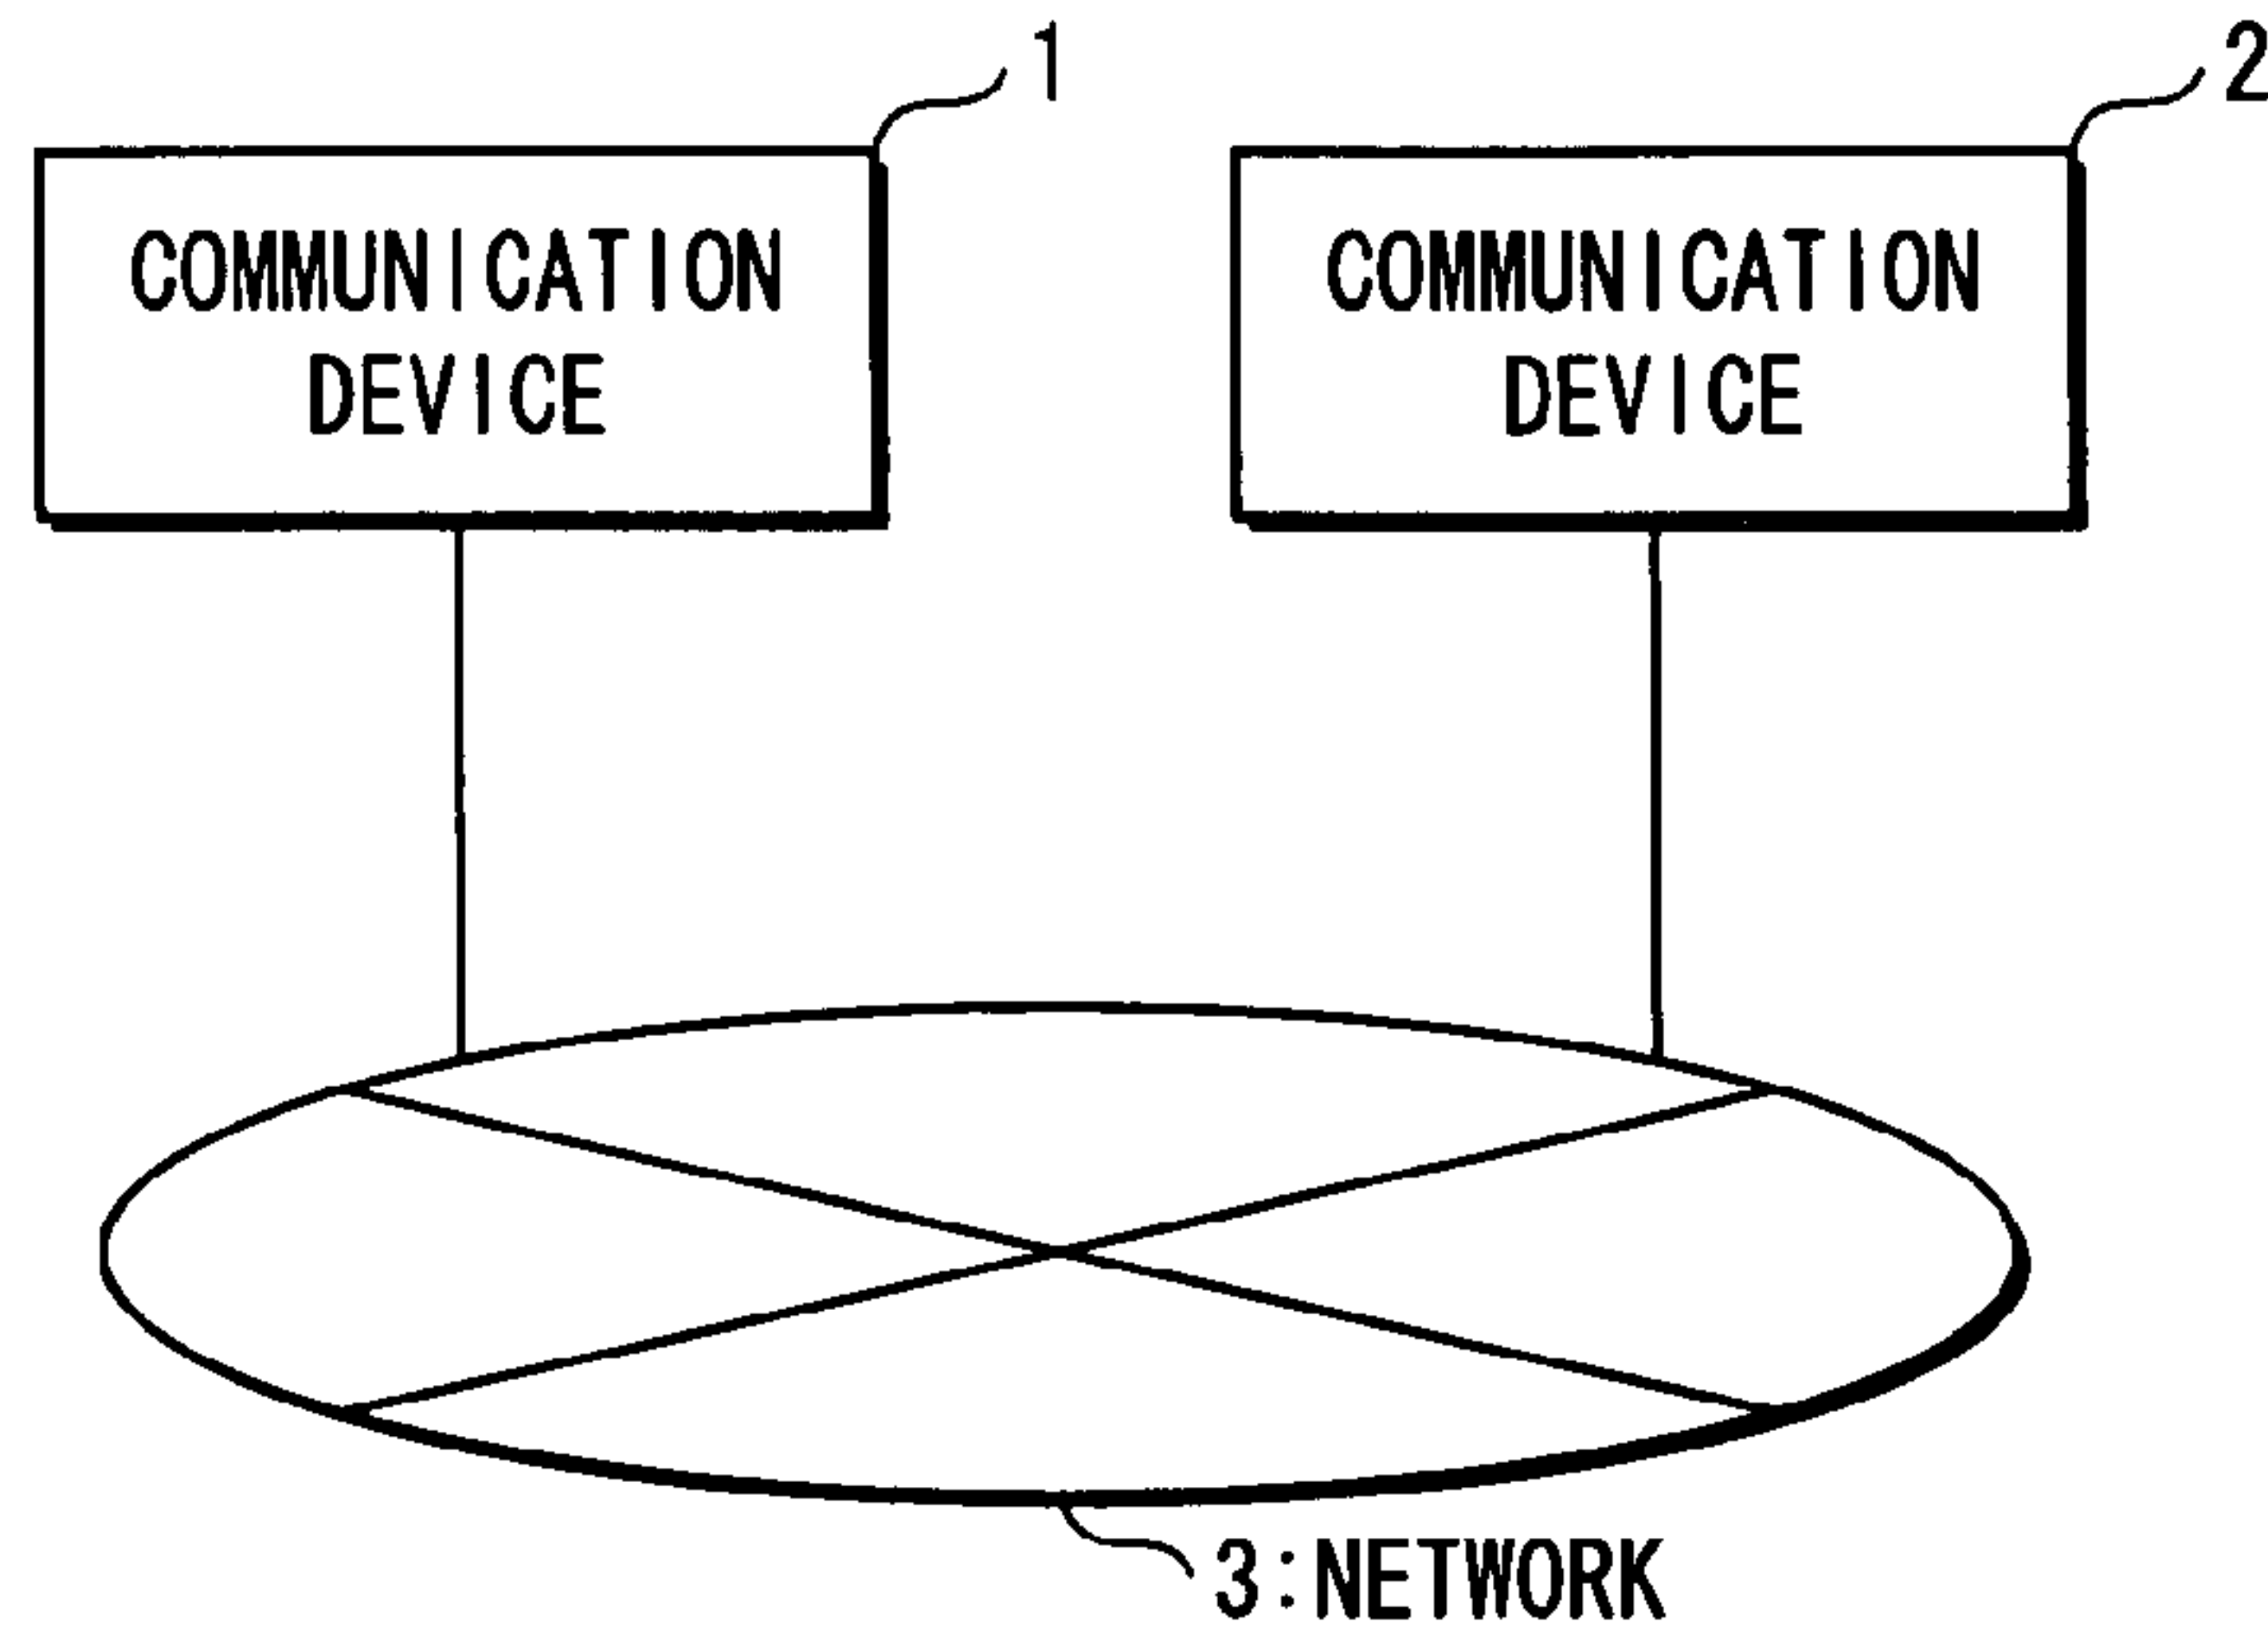 1
2
COMMUNICATION
DEVICE
COMMUNICATION
DEVICE
3:NETWORK